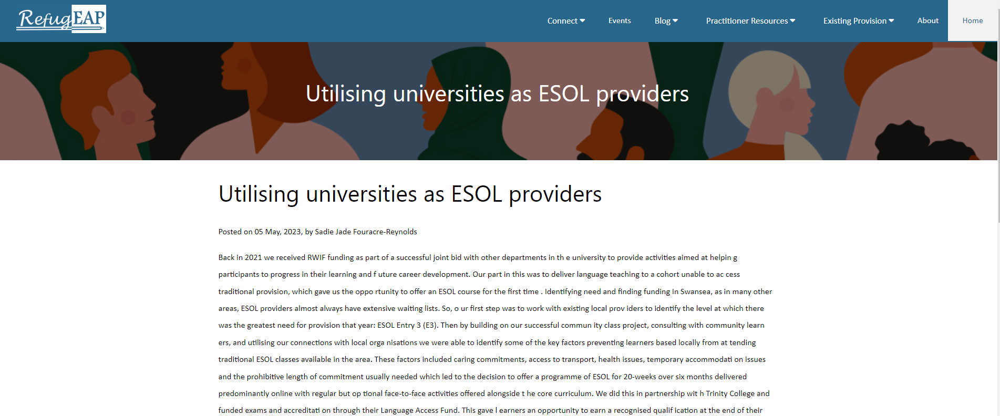 RefugEAP
Connect Events Blog Practitioner Resources Existing Provision About Home
Utilising universities as ESOL providers
Utilising universities as ESOL providers
Posted on 05 May, 2023, by Sadie Jade Fouracre-Reynolds
Back in 2021 we received RWIF funding as part of a successful joint bid with other departments in th e university to provide activities aimed at helpin g
participants to progress in their learning and f uture career development. Our part in this was to deliver language teaching to a cohort unable to ac cess
traditional provision, which gave us the oppo rtunity to offer an ESOL course for the first time . Identifying need and finding funding In Swansea, as in many other
areas, ESOL providers almost always have extensive waiting lists. So, o ur first step was to work with existing local prov iders to identify the level at which there
was the greatest need for provision that year: ESOL Entry 3 (E3). Then by building on our successful commun ity class project, consulting with community learn
ers, and utilising our connections with local orga nisations we were able to identify some of the key factors preventing learners based locally from at tending
traditional ESOL classes available in the area. These factors included caring commitments, access to transport, health issues, temporary accommodati on issues
and the prohibitive length of commitment usually needed which led to the decision to offer a programme of ESOL for 20-weeks over six months delivered
predominantly online with regular but op tional face-to-face activities offered alongside t he core curriculum. We did this in partnership wit h Trinity College and
funded exams and accreditati on through their Language Access Fund. This gave l earners an opportunity to earn a recognised qualif ication at the end of their